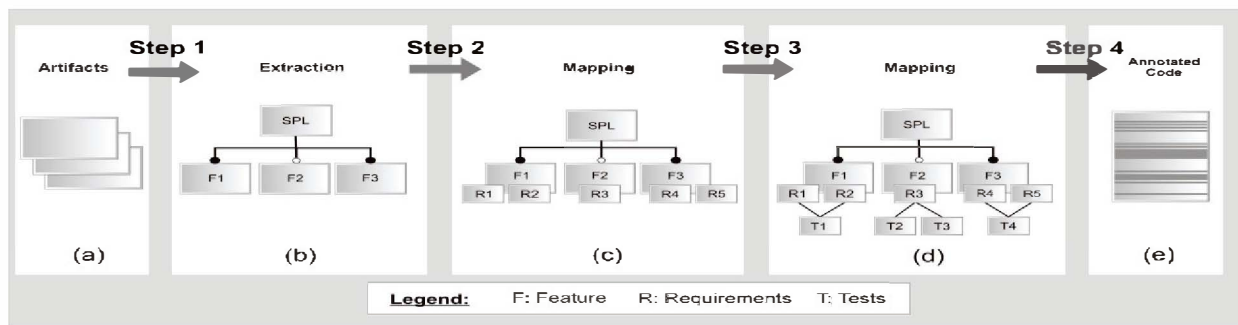 Step 1
Step 2
Step 3
Step 4
Artifacts
Extraction
Mapping
Mapping
Annotated
Code
SPL
F1 F2 F3
SPL
F1 F2 F3
R1 R2 R3 R4 R5
SPL
F1 F2 F3
R1 R2 R3 R4 R5
T1 T2 T3 T4
(a) (b) (c) (d) (e)
Legend: F: Feature R: Requirements T: Tests